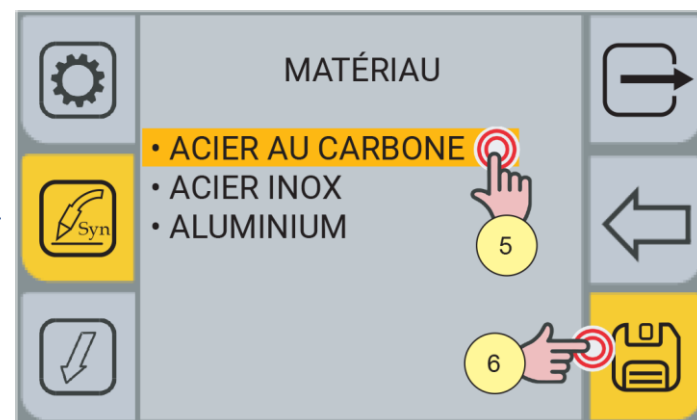 MATÉRIAU
• ACIER AU CARBONE
• ACIER INOX
• ALUMINIUM
Syn
5
6